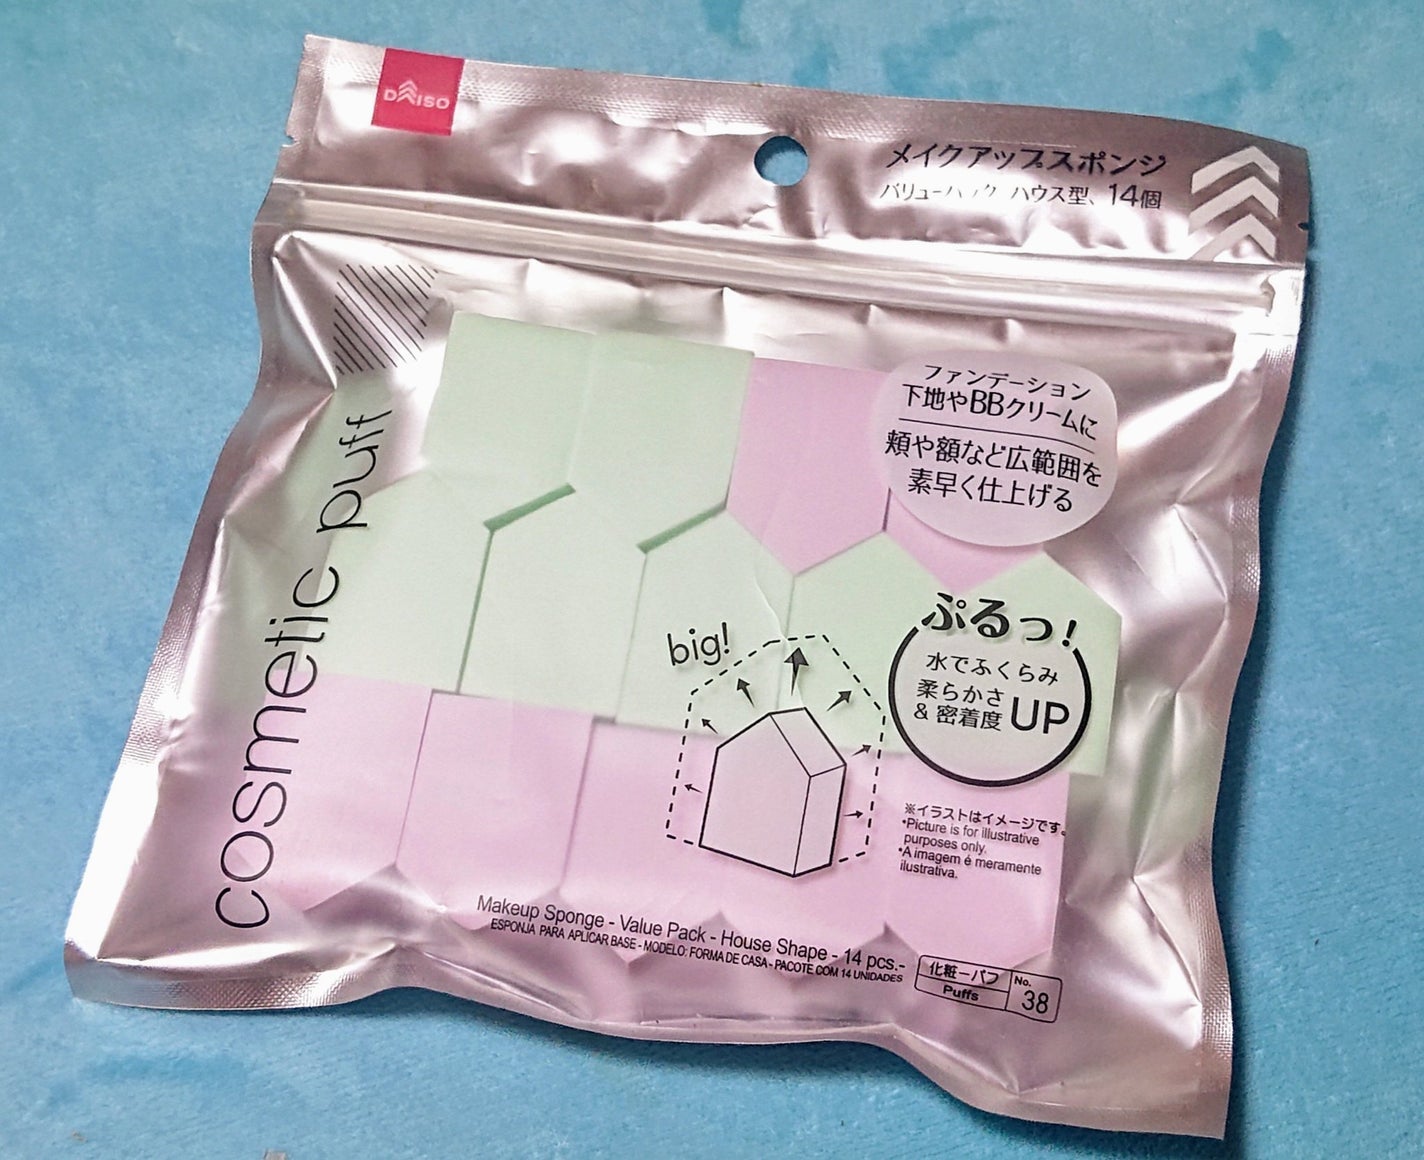 DAISO
メイクアップスポンジ
バリューパック ハウス型、14個
cosmetic puff
ファンデーション
下地やBBクリームに
頬や額など広範囲を
素早く仕上げる
ぷるっ!
水でふくらみ
柔らかさ
&密着度UP
big!
※イラストはイメージです。
*Picture is for illustrative
purposes only.
*A imagem é meramente
ilustrativa.
Makeup Sponge - Value Pack - House Shape - 14 pcs.-
ESPONJA PARA APLICAR BASE - MODELO: FORMA DE CASA - PACOTE COM 14 UNIDADES
化粧ーパフ No.
Puffs 38